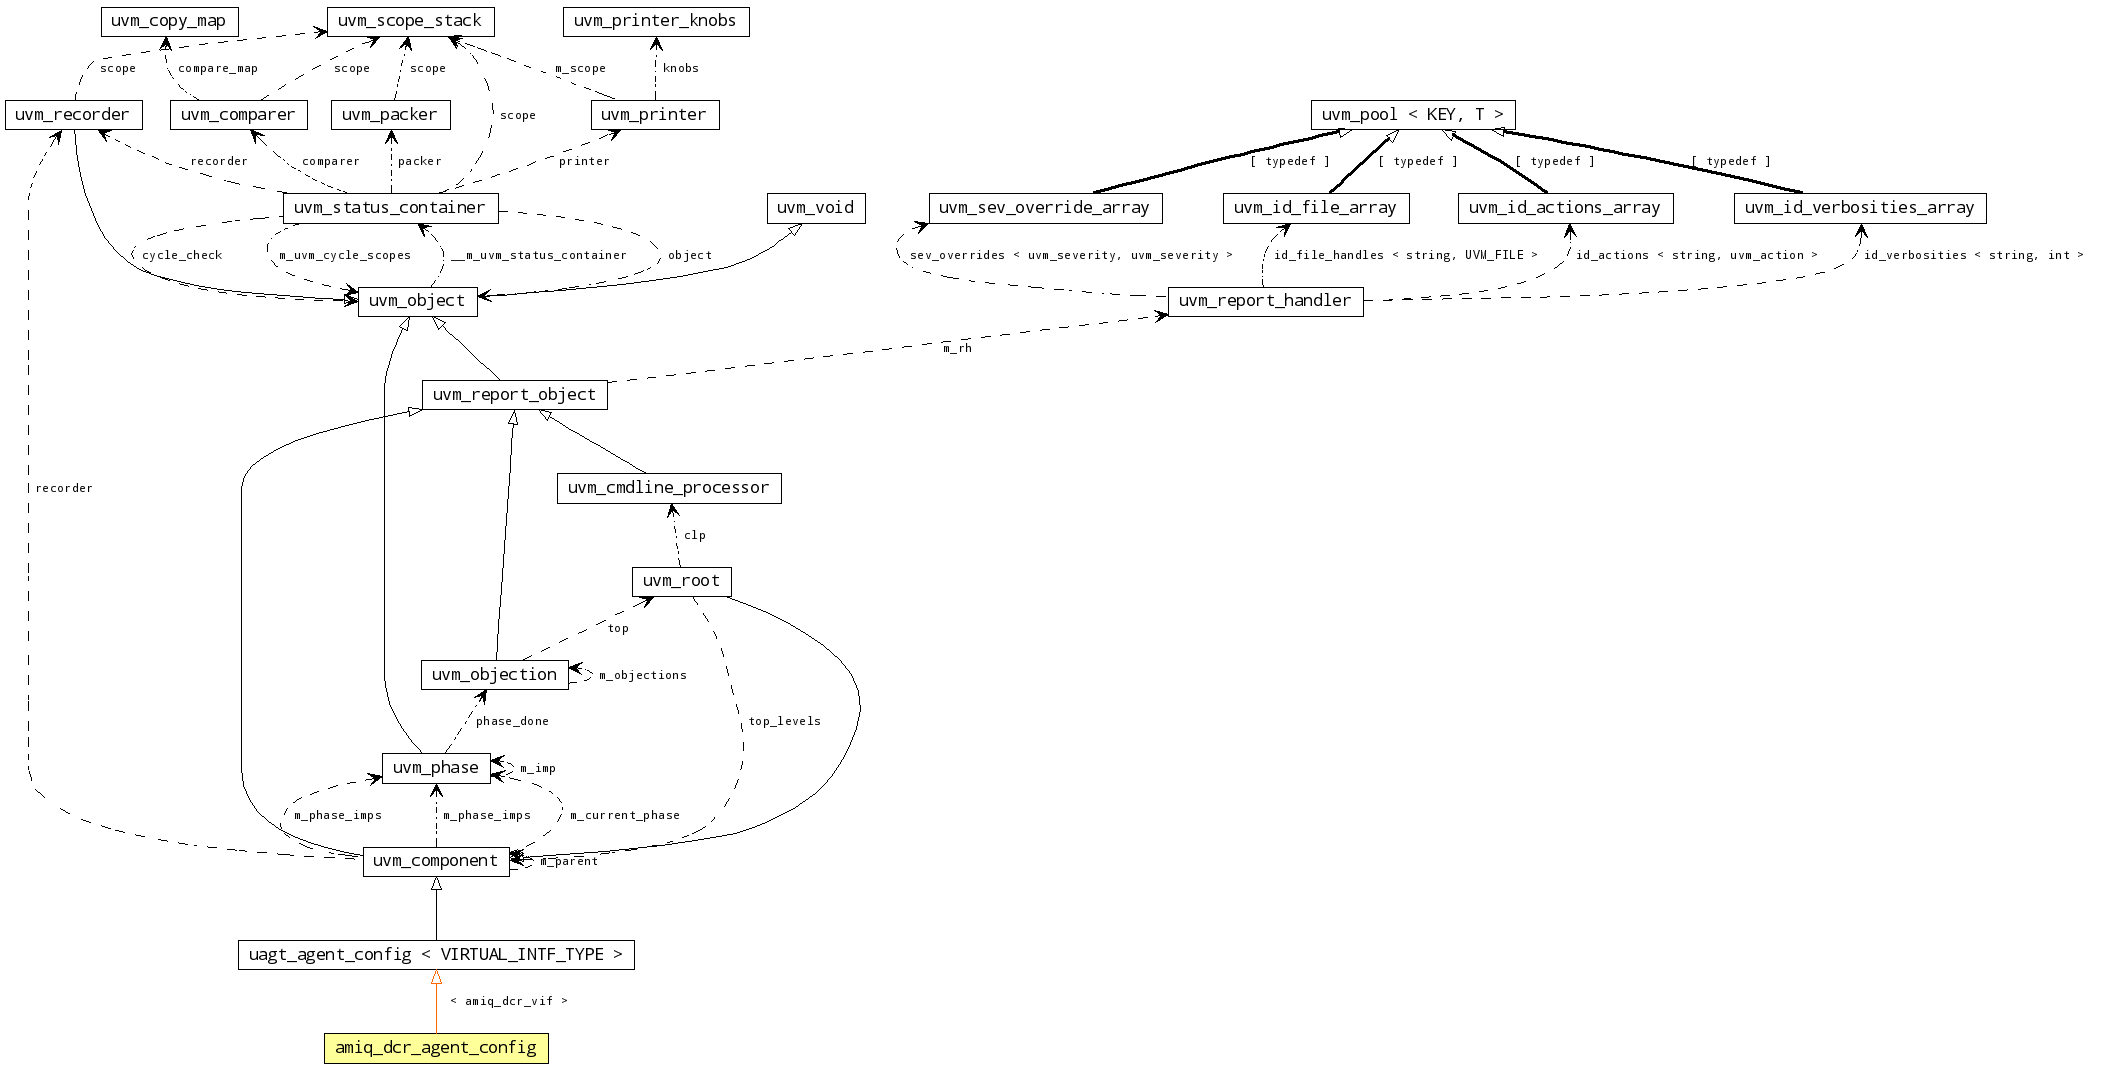 uvm_copy_map
uvm_scope_stack
uvm_printer_knobs
scope
compare_map
scope
scope
m_scope
knobs
uvm_recorder
uvm_comparer
uvm_packer
scope
uvm_printer
uvm_pool < KEY, T >
recorder
comparer
packer
printer
[ typedef ]
[ typedef ]
[ typedef ]
[ typedef ]
uvm_status_container
uvm_void
uvm_sev_override_array
uvm_id_file_array
uvm_id_actions_array
uvm_id_verbosities_array
cycle_check
m_uvm_cycle_scopes
__m_uvm_status_container
object
sev_overrides < uvm_severity, uvm_severity >
id_file_handles < string, UVM_FILE >
id_actions < string, uvm_action >
id_verbosities < string, int >
uvm_object
uvm_report_handler
m_rh
uvm_report_object
recorder
uvm_cmdline_processor
clp
uvm_root
top
uvm_objection
m_objections
phase_done
top_levels
uvm_phase
m_imp
m_phase_imps
m_phase_imps
m_current_phase
uvm_component
m_parent
uagt_agent_config < VIRTUAL_INTF_TYPE >
< amiq_dcr_vif >
amiq_dcr_agent_config